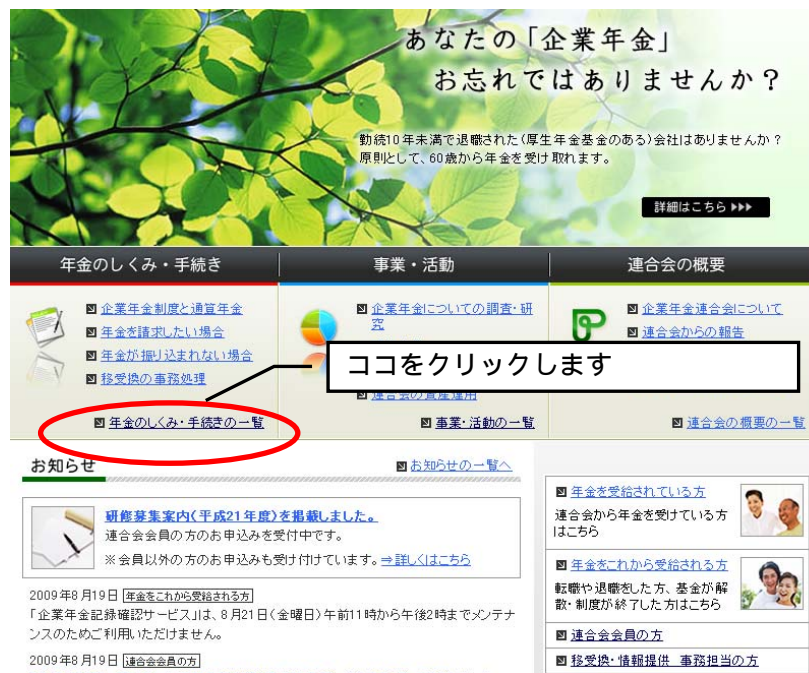 あなたの「企業年金」
お忘れではありませんか？
勤続10年未満で退職された(厚生年金基金のある)会社はありませんか？
原則として、60歳から年金を受け取れます。
詳細はこちら ▶▶▶
年金のしくみ・手続き
企業年金制度と通算年金
年金を請求したい場合
年金が振り込まれない場合
移受換の事務処理
年金のしくみ・手続きの一覧
事業・活動
企業年金についての調査・研
究
連合会の資産運用
事業・活動の一覧
連合会の概要
企業年金連合会について
連合会からの報告
連合会の概要の一覧
ココをクリックします
お知らせ
お知らせの一覧へ
研修募集案内(平成21年度)を掲載しました。
連合会会員の方のお申込みを受付中です。
※会員以外の方のお申込みも受け付けています。⇒詳しくはこちら
2009年8月19日 年金をこれから受給される方
「企業年金記録確認サービス」は、8月21日(金曜日)午前11時から午後2時までメンテナ
ンスのためご利用いただけません。
2009年8月19日 連合会会員の方
年金を受給されている方
連合会から年金を受けている方
はこちら
年金をこれから受給される方
転職や退職をした方、基金が解
散・制度が終了した方はこちら
連合会会員の方
移受換・情報提供 事務担当の方